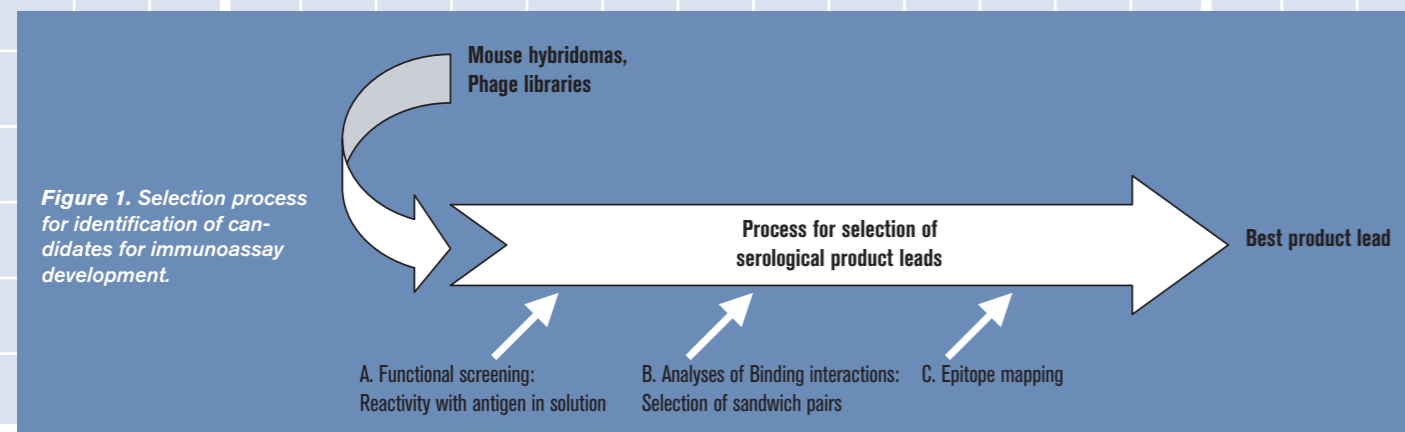 Mouse hybridomas,
Phage libraries
Figure 1. Selection process
for identification of can-
didates for immunoassay
development.
Process for selection of
serological product leads
Best product lead
A. Functional screening:
Reactivity with antigen in solution
B. Analyses of Binding interactions:
Selection of sandwich pairs
C. Epitope mapping